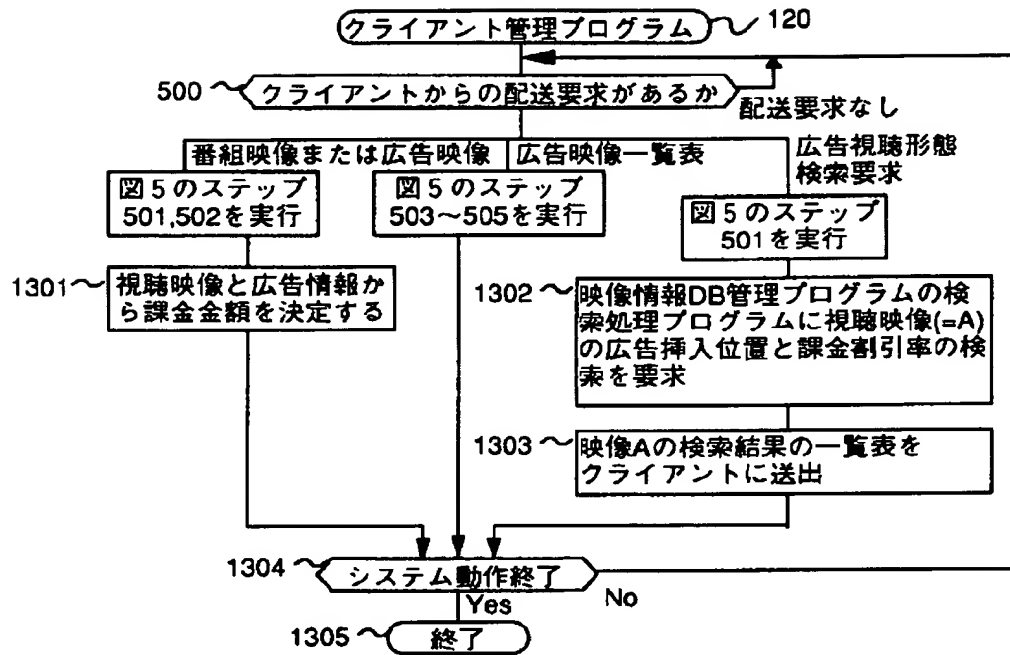 クライアント管理プログラム
120
500
クライアントからの配送要求があるか
配送要求なし
番組映像または広告映像
広告映像一覧表
広告視聴形態
検索要求
図5のステップ
501,502を実行
図5のステップ
503～505を実行
図5のステップ
501を実行
1301
視聴映像と広告情報か
ら課金金額を決定する
1302
映像情報DB管理プログラムの検
索処理プログラムに視聴映像(=A)
の広告挿入位置と課金割引率の検
索を要求
1303
映像Aの検索結果の一覧表を
クライアントに送出
1304
システム動作終了
No
Yes
1305
終了